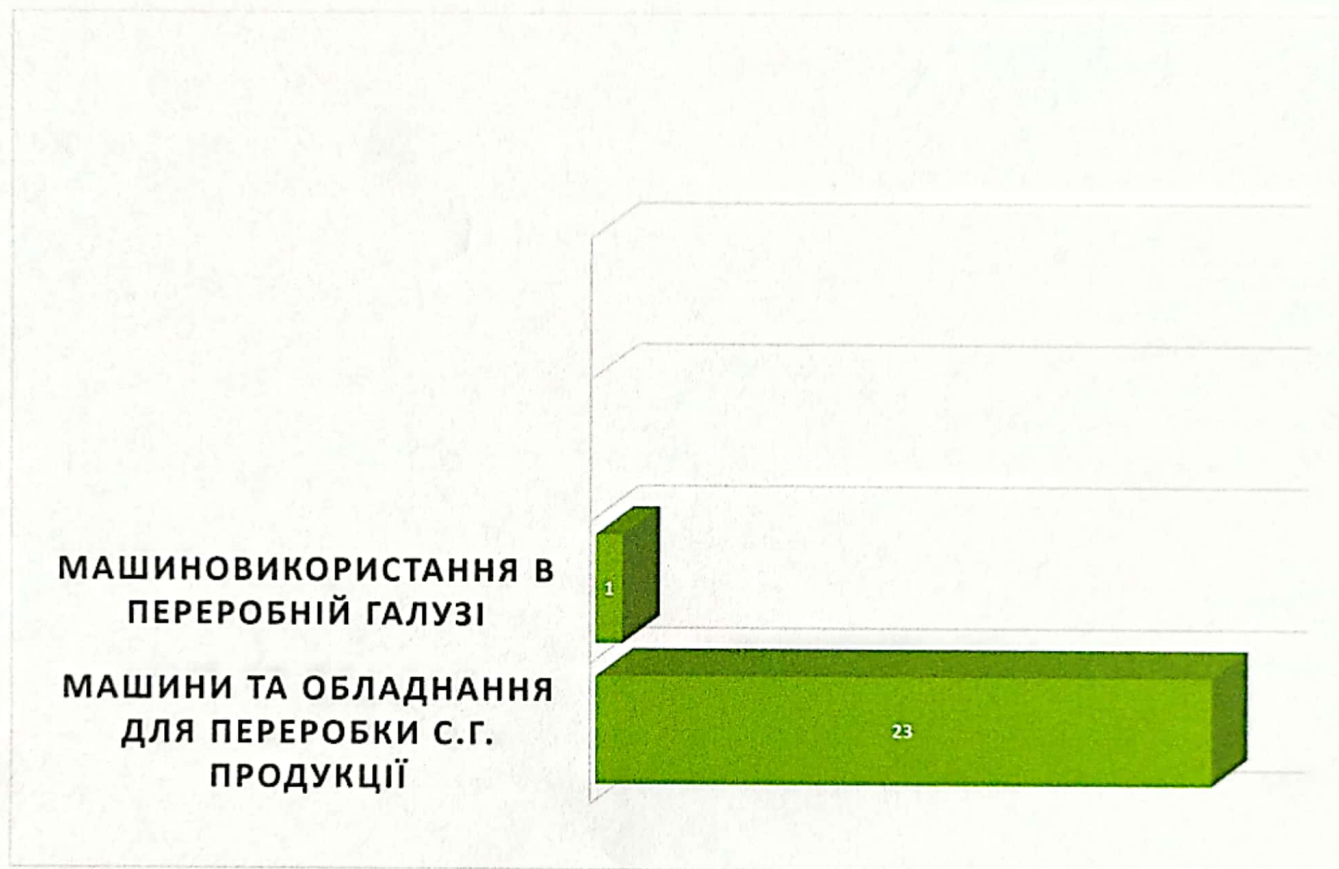 МАШИНОВИКОРИСТАННЯ В
ПЕРЕРОБНІЙ ГАЛУЗІ
1
МАШИНИ ТА ОБЛАДНАННЯ
ДЛЯ ПЕРЕРОБКИ С.Г.
ПРОДУКЦІЇ
23